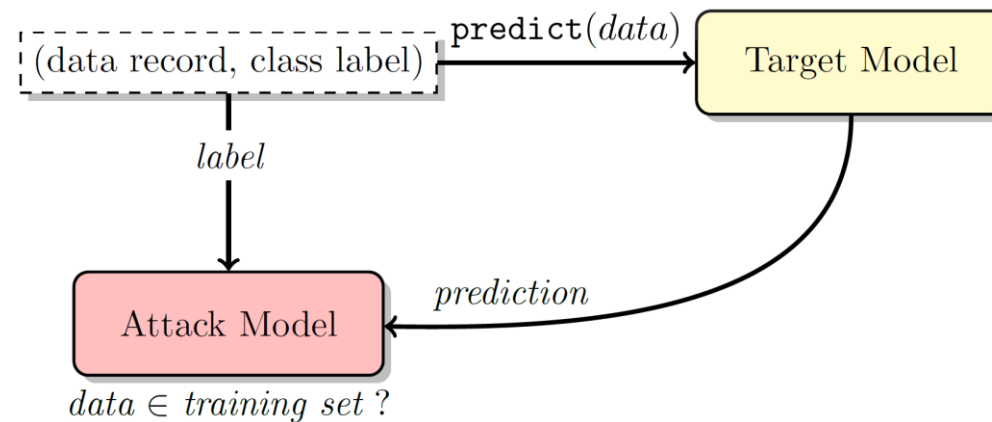 predict(data)
(data record, class label)
Target Model
label
prediction
Attack Model
data ∈ training set ?